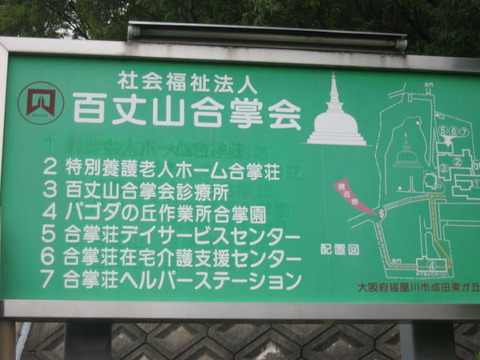 社会福祉法人
百丈山合掌会
1
2 特別養護老人ホーム合掌荘
3 百丈山合掌会診療所
4 パゴダの丘作業所合掌園
5 合掌荘デイサービスセンター
6 合掌荘在宅介護支援センター
7 合掌荘ヘルパーステーション
現在地
配置図
大阪府寝屋川市成田東が丘